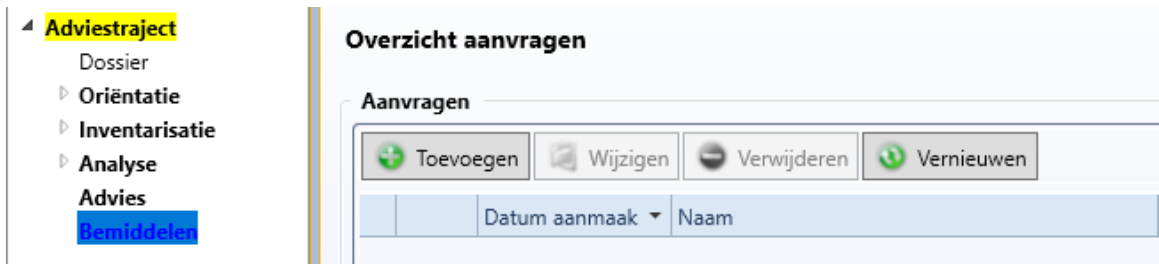 Adviestraject
Dossier
Oriëntatie
Inventarisatie
Analyse
Advies
Bemiddelen
Overzicht aanvragen
Aanvragen
Toevoegen Wijzigen Verwijderen Vernieuwen
Datum aanmaak Naam